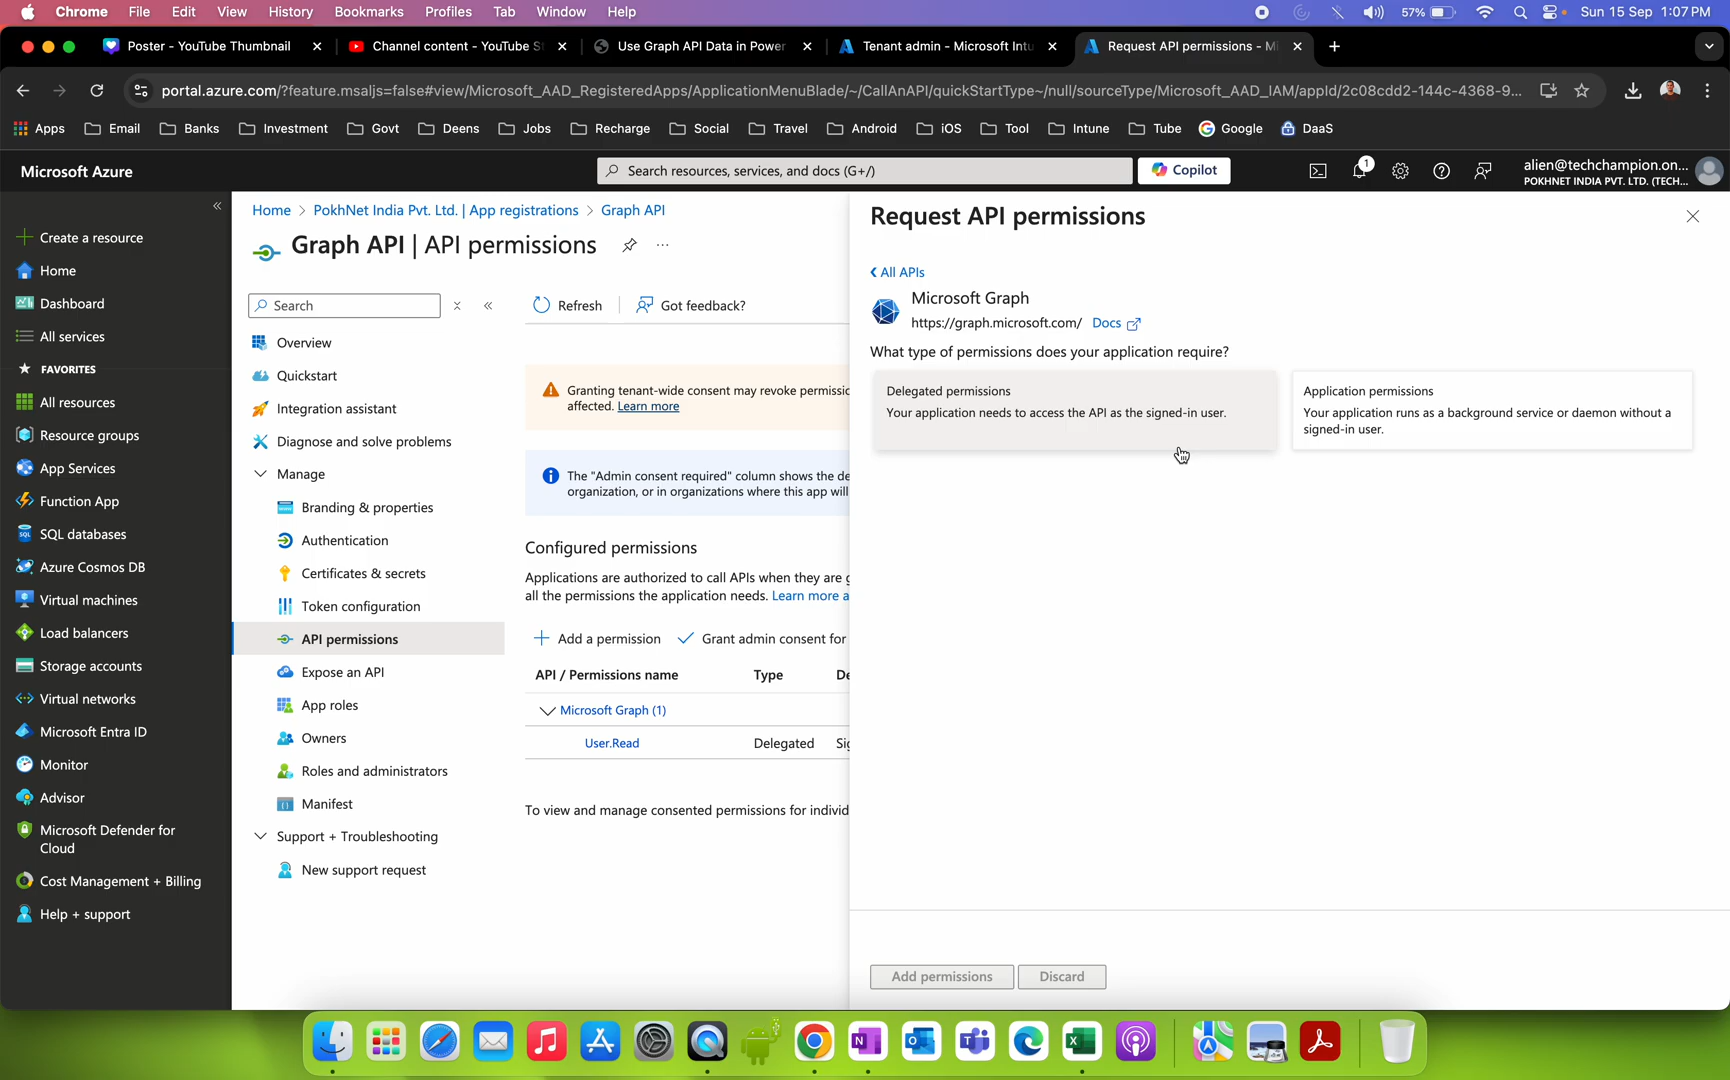 Chrome File Edit View History Bookmarks Profiles Tab Window Help 57% Sun 15 Sep 1:07 PM
Poster - YouTube Thumbnail
Channel content - YouTube St
Use Graph API Data in Power
Tenant admin - Microsoft Intu
Request API permissions - Mi
portal.azure.com/?feature.msaljs=false#view/Microsoft_AAD_RegisteredApps/ApplicationMenuBlade/~/CallAnAPI/quickStartType~/null/sourceType/Microsoft_AAD_IAM/appId/2c08cdd2-144c-4368-9...
Apps Email Banks Investment Govt Deens Jobs Recharge Social Travel Android iOS Tool Intune Tube Google DaaS
Microsoft Azure
Search resources, services, and docs (G+/)
Copilot
1
alien@techchampion.on...
POKHNET INDIA PVT. LTD. (TECH...
Create a resource
Home
Dashboard
All services
FAVORITES
All resources
Resource groups
App Services
Function App
SQL databases
Azure Cosmos DB
Virtual machines
Load balancers
Storage accounts
Virtual networks
Microsoft Entra ID
Monitor
Advisor
Microsoft Defender for
Cloud
Cost Management + Billing
Help + support
Home > PokhNet India Pvt. Ltd. | App registrations > Graph API
Graph API | API permissions
Search
Overview
Quickstart
Integration assistant
Diagnose and solve problems
Manage
Branding & properties
Authentication
Certificates & secrets
Token configuration
API permissions
Expose an API
App roles
Owners
Roles and administrators
Manifest
Support + Troubleshooting
New support request
Refresh
Got feedback?
Granting tenant-wide consent may revoke permissic
affected. Learn more
The "Admin consent required" column shows the de
organization, or in organizations where this app will
Configured permissions
Applications are authorized to call APIs when they are g
all the permissions the application needs. Learn more a
Add a permission
Grant admin consent for
API / Permissions name Type De
Microsoft Graph (1)
User.Read Delegated Sig
To view and manage consented permissions for individ
Request API permissions
All APIs
Microsoft Graph
https://graph.microsoft.com/ Docs
What type of permissions does your application require?
Delegated permissions
Your application needs to access the API as the signed-in user.
Application permissions
Your application runs as a background service or daemon without a
signed-in user.
Add permissions
Discard